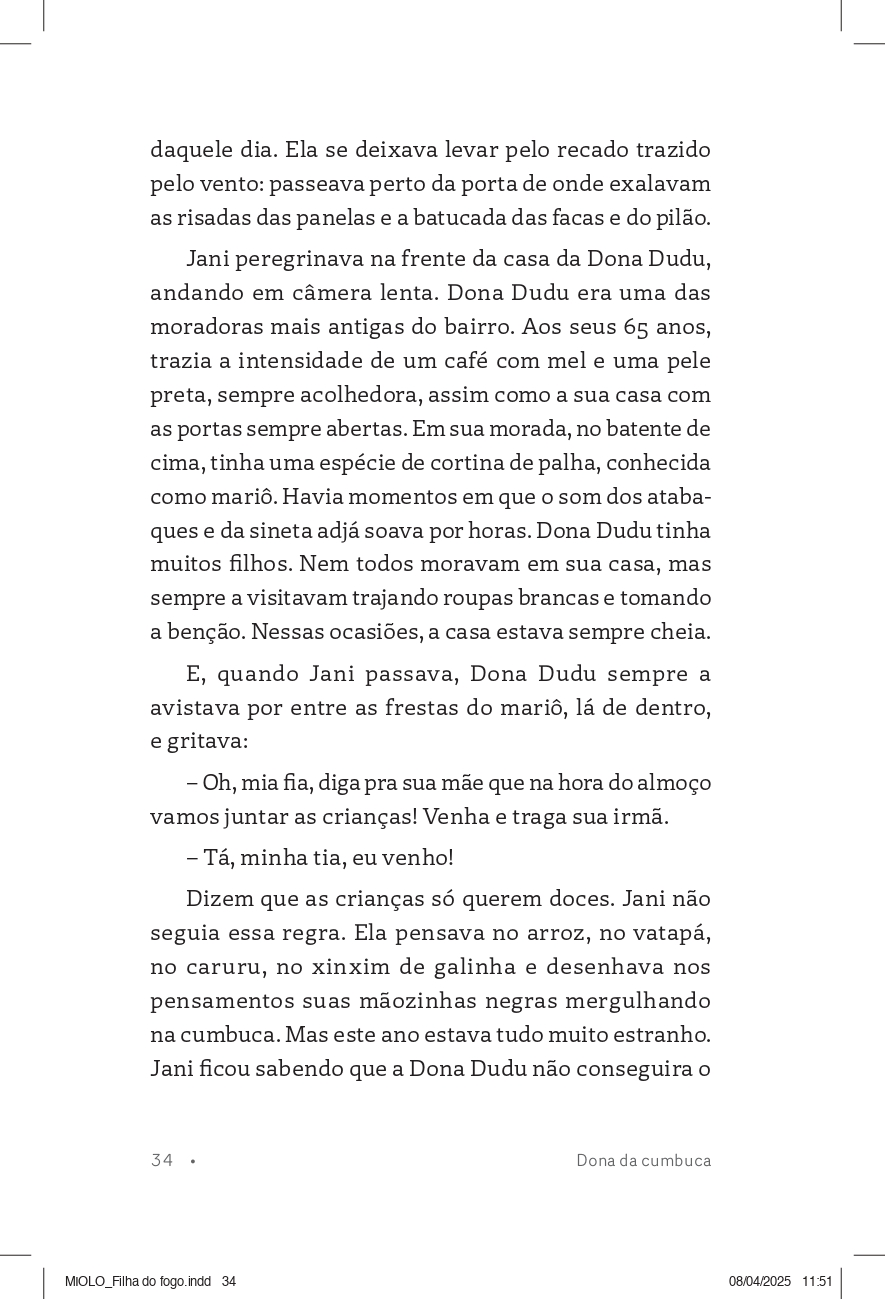 daquele dia. Ela se deixava levar pelo recado trazido
pelo vento: passeava perto da porta de onde exalavam
as risadas das panelas e a batucada das facas e do pilão.
Jani peregrinava na frente da casa da Dona Dudu,
andando em câmera lenta. Dona Dudu era uma das
moradoras mais antigas do bairro. Aos seus 65 anos,
trazia a intensidade de um café com mel e uma pele
preta, sempre acolhedora, assim como a sua casa com
as portas sempre abertas. Em sua morada, no batente de
cima, tinha uma espécie de cortina de palha, conhecida
como mariô. Havia momentos em que o som dos ataba-
ques e da sineta adjá soava por horas. Dona Dudu tinha
muitos filhos. Nem todos moravam em sua casa, mas
sempre a visitavam trajando roupas brancas e tomando
a benção. Nessas ocasiões, a casa estava sempre cheia.
E, quando Jani passava, Dona Dudu sempre a
avistava por entre as frestas do mariô, lá de dentro,
e gritava:
– Oh, mia fia, diga pra sua mãe que na hora do almoço
vamos juntar as crianças! Venha e traga sua irmã.
– Tá, minha tia, eu venho!
Dizem que as crianças só querem doces. Jani não
seguia essa regra. Ela pensava no arroz, no vatapá,
no caruru, no xinxim de galinha e desenhava nos
pensamentos suas mãozinhas negras mergulhando
na cumbuca. Mas este ano estava tudo muito estranho.
Jani ficou sabendo que a Dona Dudu não conseguira o
34 • Dona da cumbuca
MIOLO_Filha do fogo.indd 34 08/04/2025 11:51